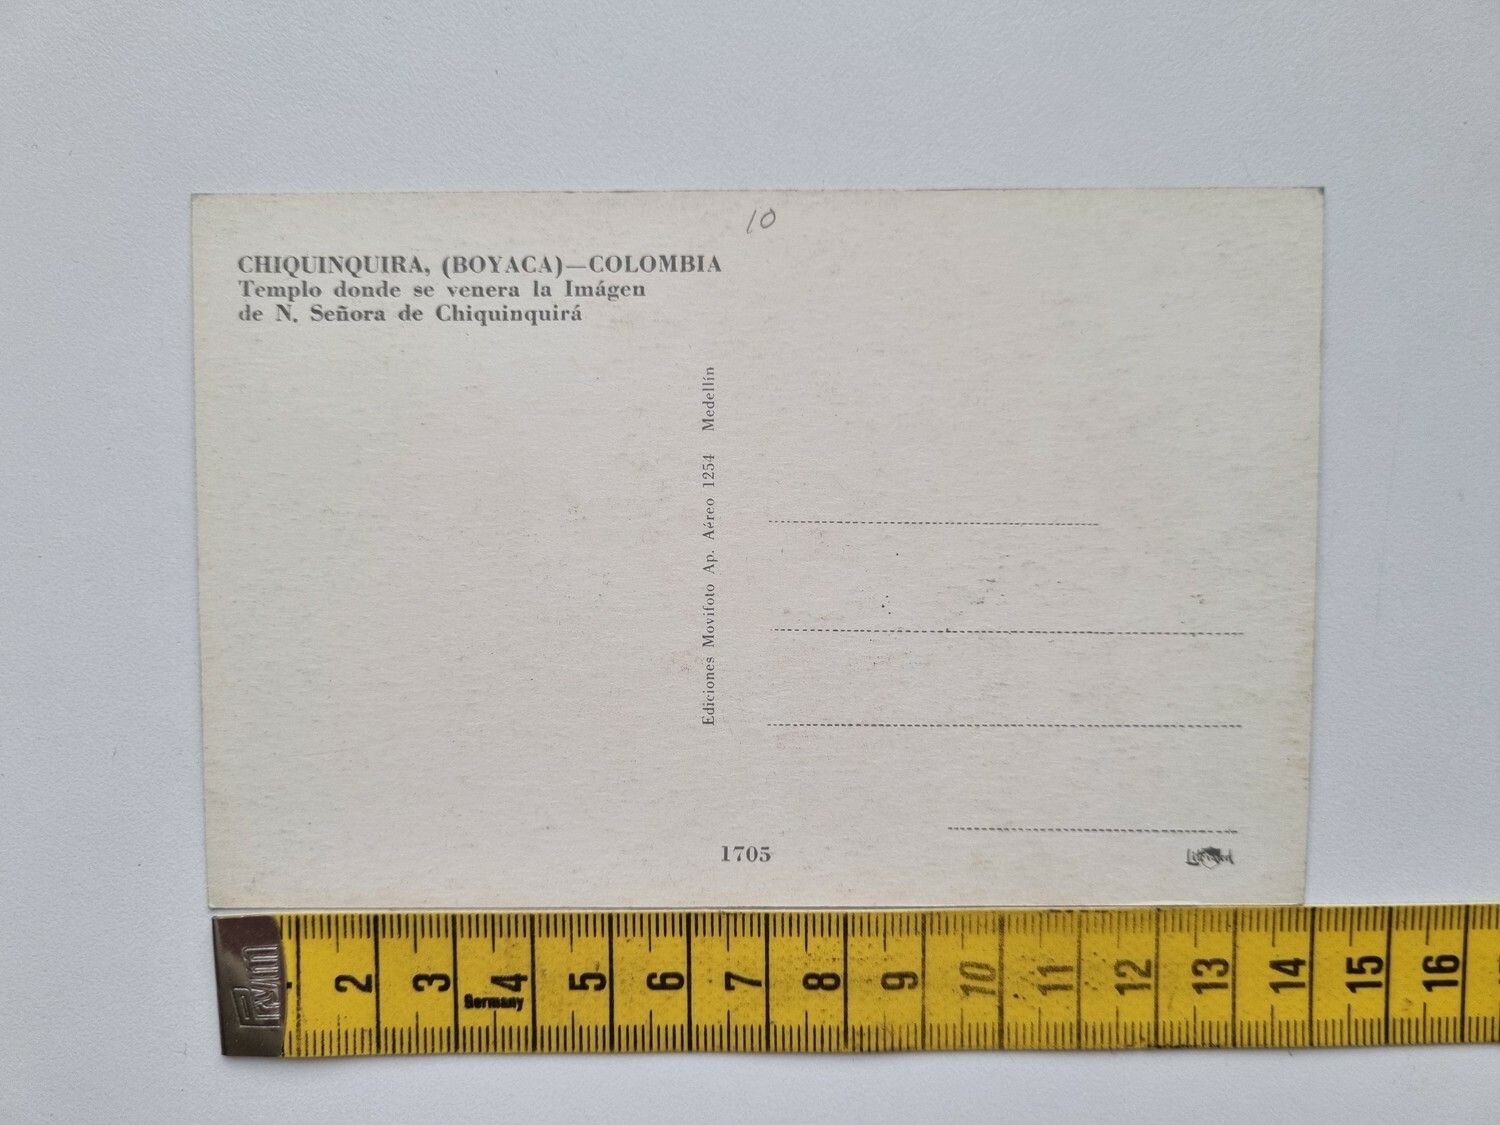 10
CHIQUINQUIRA, (BOYACA)—COLOMBIA
Templo donde se venera la Imágen
de N. Señora de Chiquinquirá
Ediciones Movifoto Ap. Aéreo 1254 Medellín
1705
Prym
2 3 4 5 6 7 8 9 10 11 12 13 14 15 16
Germany